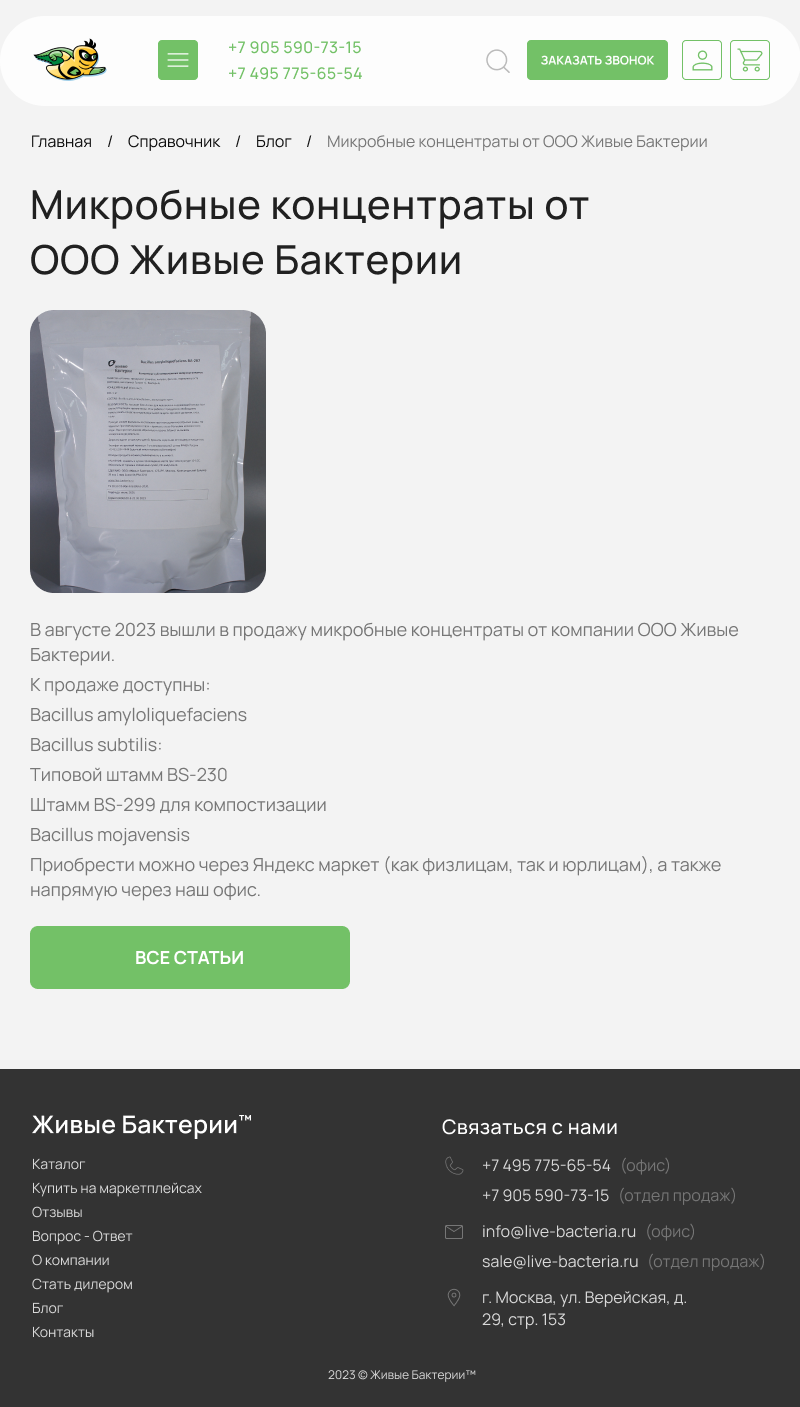 +7 905 590-73-15
+7 495 775-65-54
ЗАКАЗАТЬ ЗВОНОК
Главная / Справочник / Блог / Микробные концентраты от ООО Живые Бактерии
Микробные концентраты от
ООО Живые Бактерии
В августе 2023 вышли в продажу микробные концентраты от компании ООО Живые
Бактерии.
К продаже доступны:
Bacillus amyloliquefaciens
Bacillus subtilis:
Типовой штамм BS-230
Штамм BS-299 для компостизации
Bacillus mojavensis
Приобрести можно через Яндекс маркет (как физлицам, так и юрлицам), а также
напрямую через наш офис.
ВСЕ СТАТЬИ
Живые Бактерии™
Каталог
Купить на маркетплейсах
Отзывы
Вопрос - Ответ
О компании
Стать дилером
Блог
Контакты
Связаться с нами
+7 495 775-65-54 (офис)
+7 905 590-73-15 (отдел продаж)
info@live-bacteria.ru (офис)
sale@live-bacteria.ru (отдел продаж)
г. Москва, ул. Верейская, д.
29, стр. 153
2023 © Живые Бактерии™